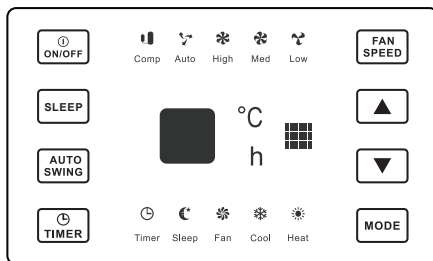 ON/OFF
Comp Auto High Med Low
FAN
SPEED
SLEEP
°C
h
AUTO
SWING
TIMER
Timer Sleep Fan Cool Heat
MODE